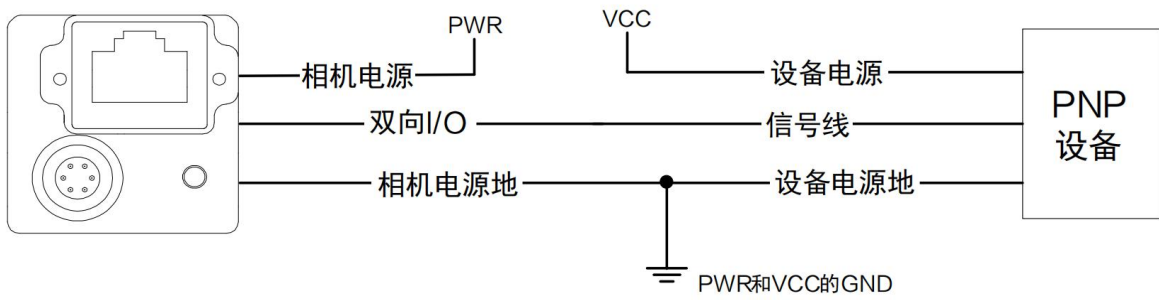 PWR
VCC
相机电源
设备电源
双向I/O
信号线
PNP
设备
相机电源地
设备电源地
PWR和VCC的GND